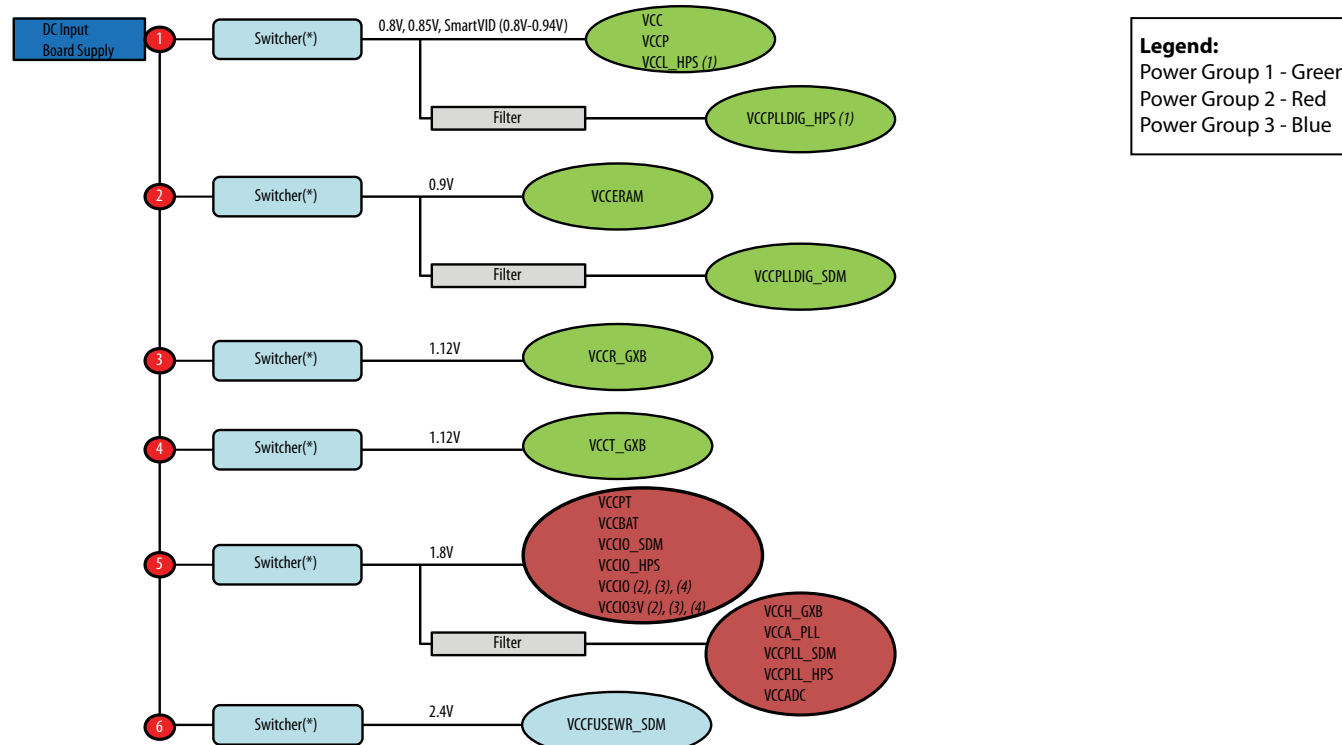 DC Input
Board Supply
1
Switcher(*)
0.8V, 0.85V, SmartVID (0.8V-0.94V)
VCC
VCCP
VCCL_HPS (1)
Filter
VCCPLLDIG_HPS (1)
2
Switcher(*)
0.9V
VCCERAM
Filter
VCCPLLDIG_SDM
3
Switcher(*)
1.12V
VCCR_GXB
4
Switcher(*)
1.12V
VCCT_GXB
5
Switcher(*)
1.8V
VCCPT
VCCBAT
VCCIO_SDM
VCCIO_HPS
VCCIO (2), (3), (4)
VCCIO3V (2), (3), (4)
Filter
VCCH_GXB
VCCA_PLL
VCCPLL_SDM
VCCPLL_HPS
VCCADC
6
Switcher(*)
2.4V
VCCFUSEWR_SDM
Legend:
Power Group 1 - Green
Power Group 2 - Red
Power Group 3 - Blue